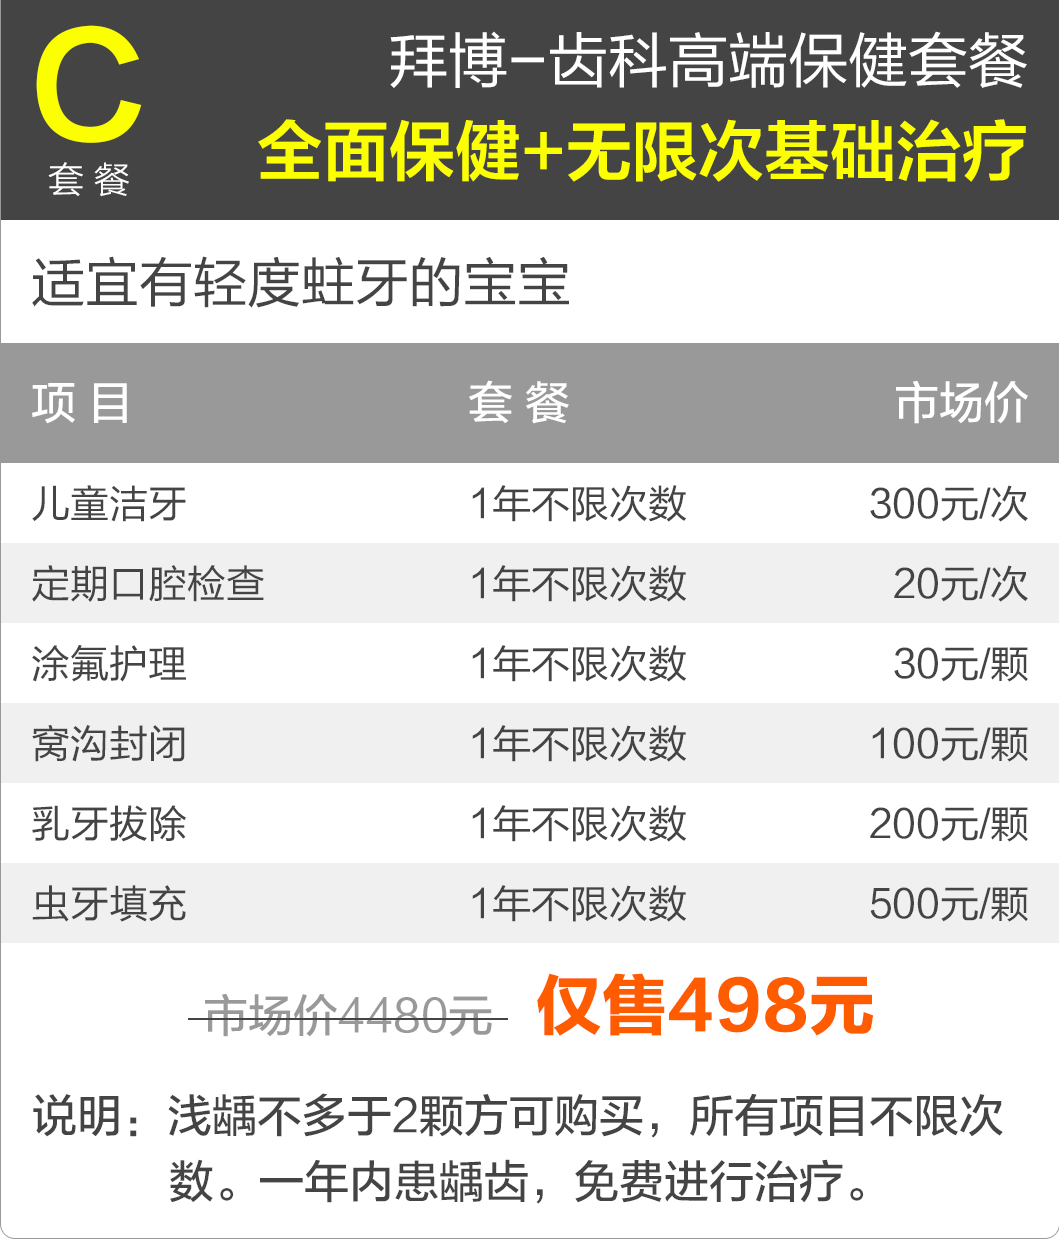 C
套餐
拜博-齿科高端保健套餐
全面保健+无限次基础治疗
适宜有轻度蛀牙的宝宝
项目 套餐 市场价
儿童洁牙 1年不限次数 300元/次
定期口腔检查 1年不限次数 20元/次
涂氟护理 1年不限次数 30元/颗
窝沟封闭 1年不限次数 100元/颗
乳牙拔除 1年不限次数 200元/颗
虫牙填充 1年不限次数 500元/颗
市场价4480元 仅售498元
说明：浅龋不多于2颗方可购买，所有项目不限次
数。一年内患龋齿，免费进行治疗。